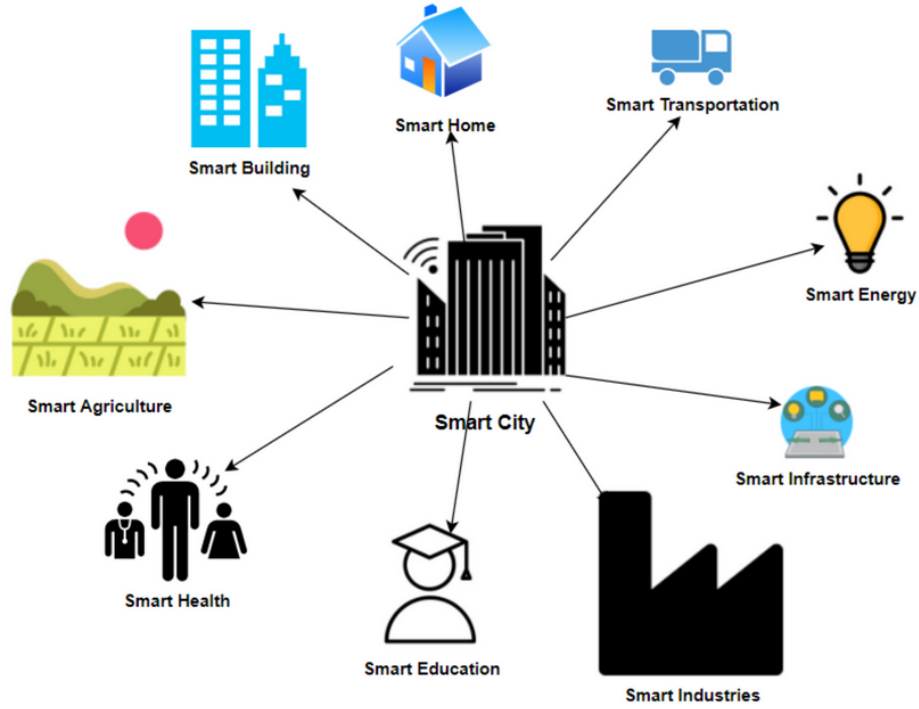 Smart Home
Smart Transportation
Smart Building
Smart Energy
Smart Agriculture
Smart City
Smart Infrastructure
Smart Health
Smart Education
Smart Industries